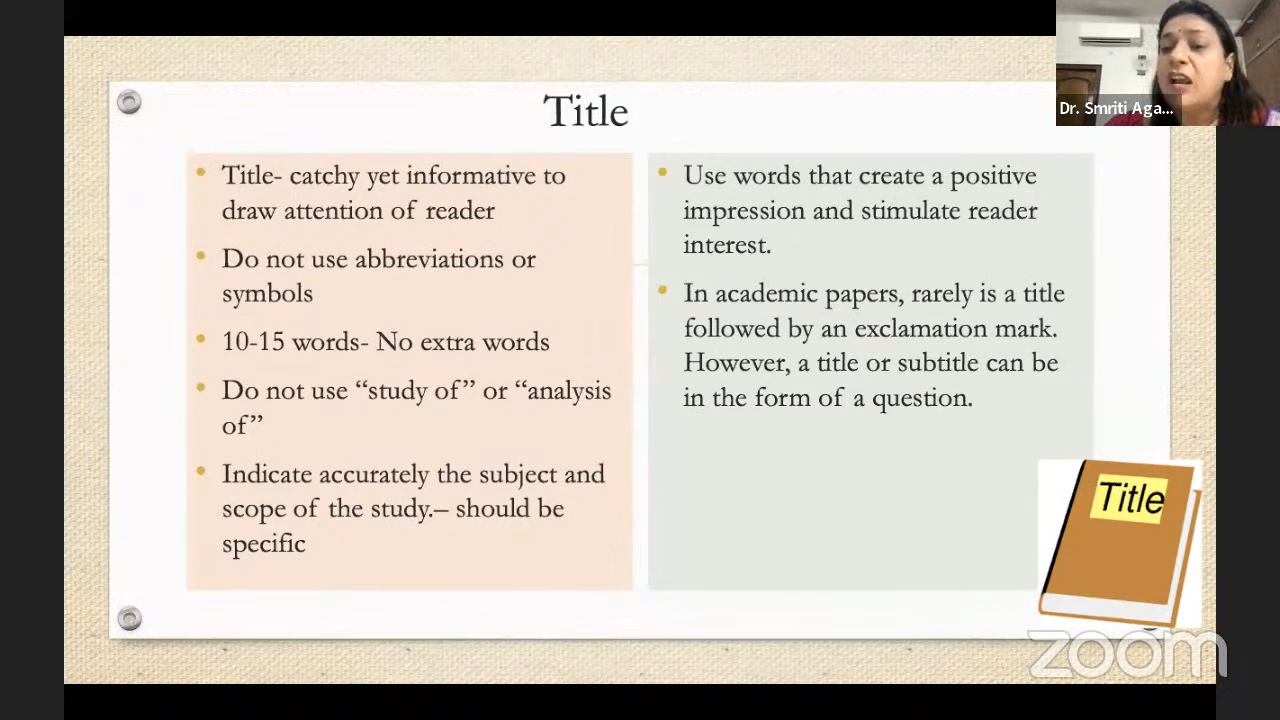 Title
Title- catchy yet informative to
draw attention of reader
Do not use abbreviations or
symbols
10-15 words- No extra words
Do not use “study of” or “analysis
of”
Indicate accurately the subject and
scope of the study.– should be
specific
Use words that create a positive
impression and stimulate reader
interest.
In academic papers, rarely is a title
followed by an exclamation mark.
However, a title or subtitle can be
in the form of a question.
Title
Dr. Smriti Aga...
zoom